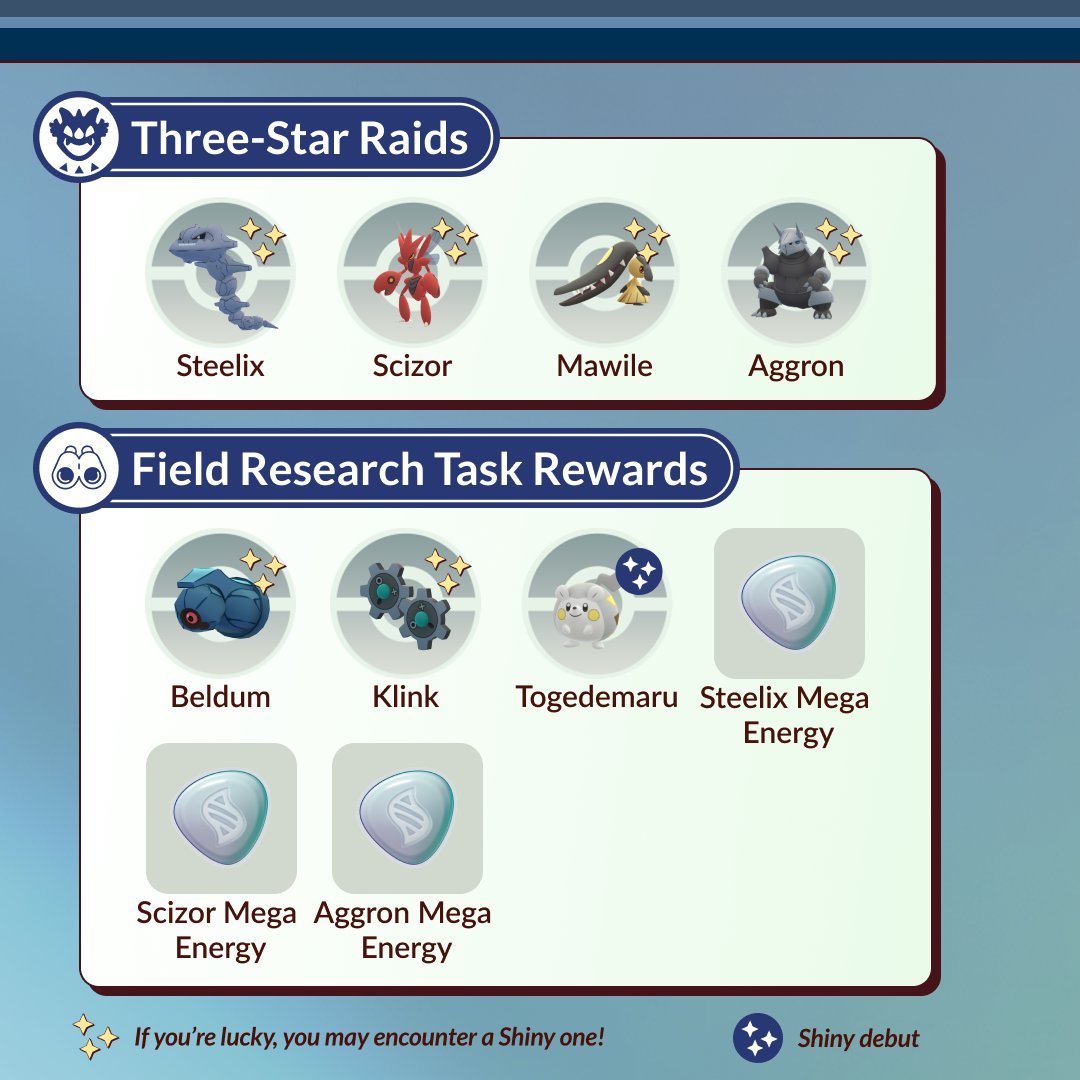 Three-Star Raids
Steelix
Scizor
Mawile
Aggron
Field Research Task Rewards
Beldum
Klink
Togedemaru
Steelix Mega
Energy
Scizor Mega
Energy
Aggron Mega
Energy
If you're lucky, you may encounter a Shiny one!
Shiny debut